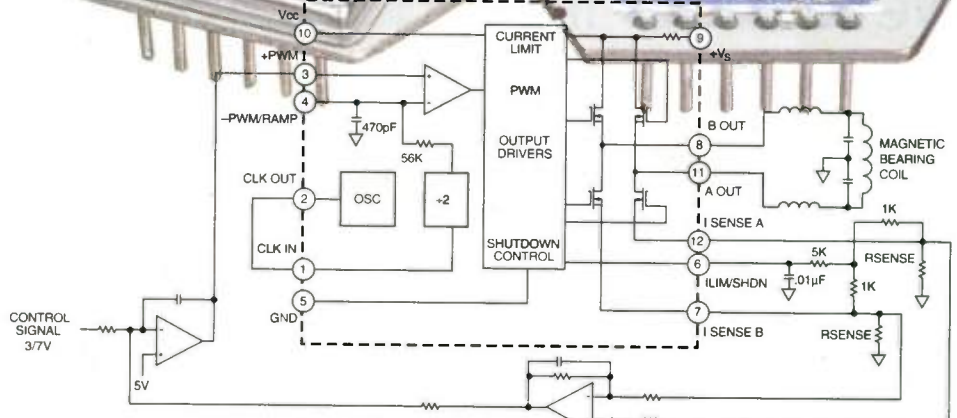 Vcc
10
CURRENT
LIMIT
9
+VS
+PWM
3
PWM
4
-PWM/RAMP
470pF
56K
OUTPUT
DRIVERS
B OUT
8
MAGNETIC
BEARING
COIL
11
A OUT
CLK OUT
2
OSC
÷2
I SENSE A
12
1K
CLK IN
1
SHUTDOWN
CONTROL
6
5K
ILIM/SHDN
.01µF
1K
RSENSE
5
GND
7
I SENSE B
RSENSE
CONTROL
SIGNAL
3/7V
5V